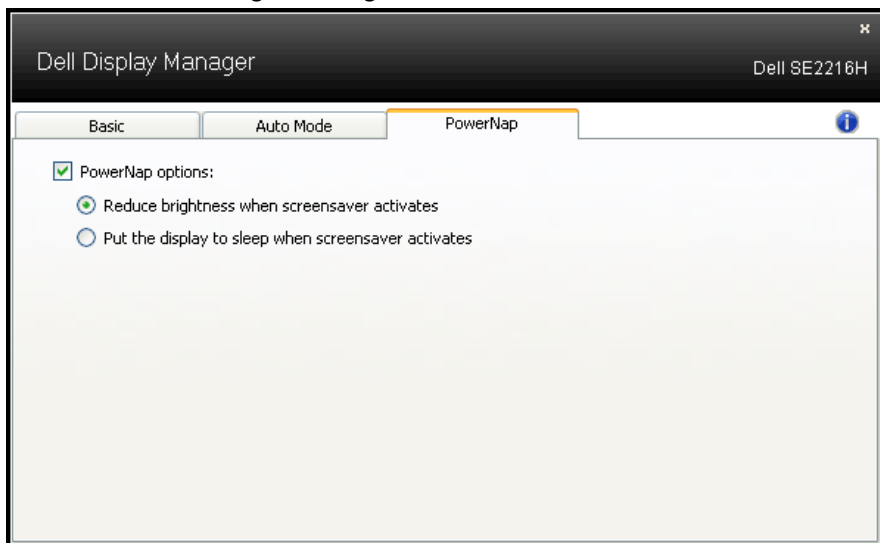 x
Dell Display Manager
Dell SE2216H
Basic
Auto Mode
PowerNap
i
PowerNap options:
Reduce brightness when screensaver activates
Put the display to sleep when screensaver activates